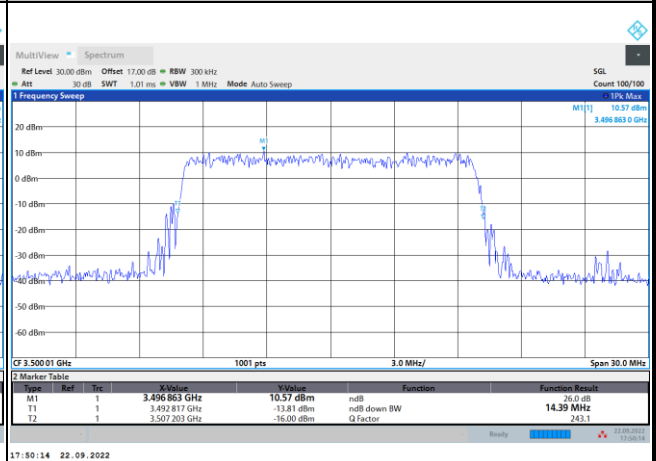 MultiView Spectrum
Ref Level 30.00 dBm Offset 17.00 dB RBW 300 kHz SGL
Att 30 dB SWT 1.01 ms VBW 1 MHz Mode Auto Sweep Count 100/100
1 Frequency Sweep 1Pk Max
M1[1] 10.57 dBm
3.496 863 0 GHz
20 dBm
M1
10 dBm
0 dBm
-10 dBm
-20 dBm
-30 dBm
-40 dBm
-50 dBm
-60 dBm
CF 3.500 01 GHz 1001 pts 3.0 MHz/ Span 30.0 MHz
2 Marker Table
Type Ref Trc X-Value Y-Value Function Function Result
M1 1 3.496 863 GHz 10.57 dBm ndB 26.0 dB
T1 1 3.492 817 GHz -13.81 dBm ndB down BW 14.39 MHz
T2 1 3.507 203 GHz -16.00 dBm Q Factor 243.1
Ready 22.09.2022
17:50:14
17:50:14 22.09.2022